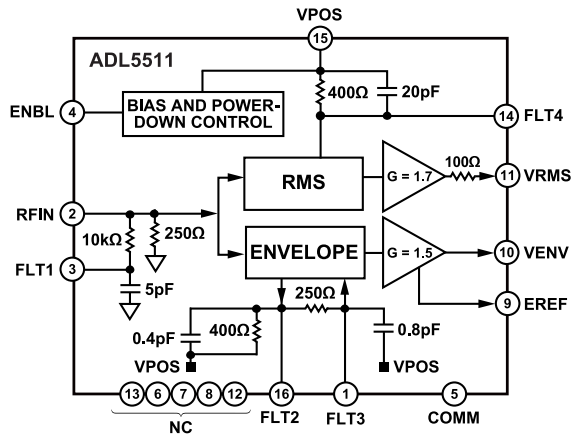 VPOS
15
ADL5511
400Ω
20pF
ENBL
4
BIAS AND POWER-
DOWN CONTROL
14
FLT4
RMS
G = 1.7
100Ω
11
VRMS
RFIN
2
10kΩ
250Ω
ENVELOPE
G = 1.5
10
VENV
FLT1
3
5pF
250Ω
9
EREF
0.4pF
400Ω
0.8pF
VPOS
VPOS
13
6
7
8
12
16
1
5
NC
FLT2
FLT3
COMM